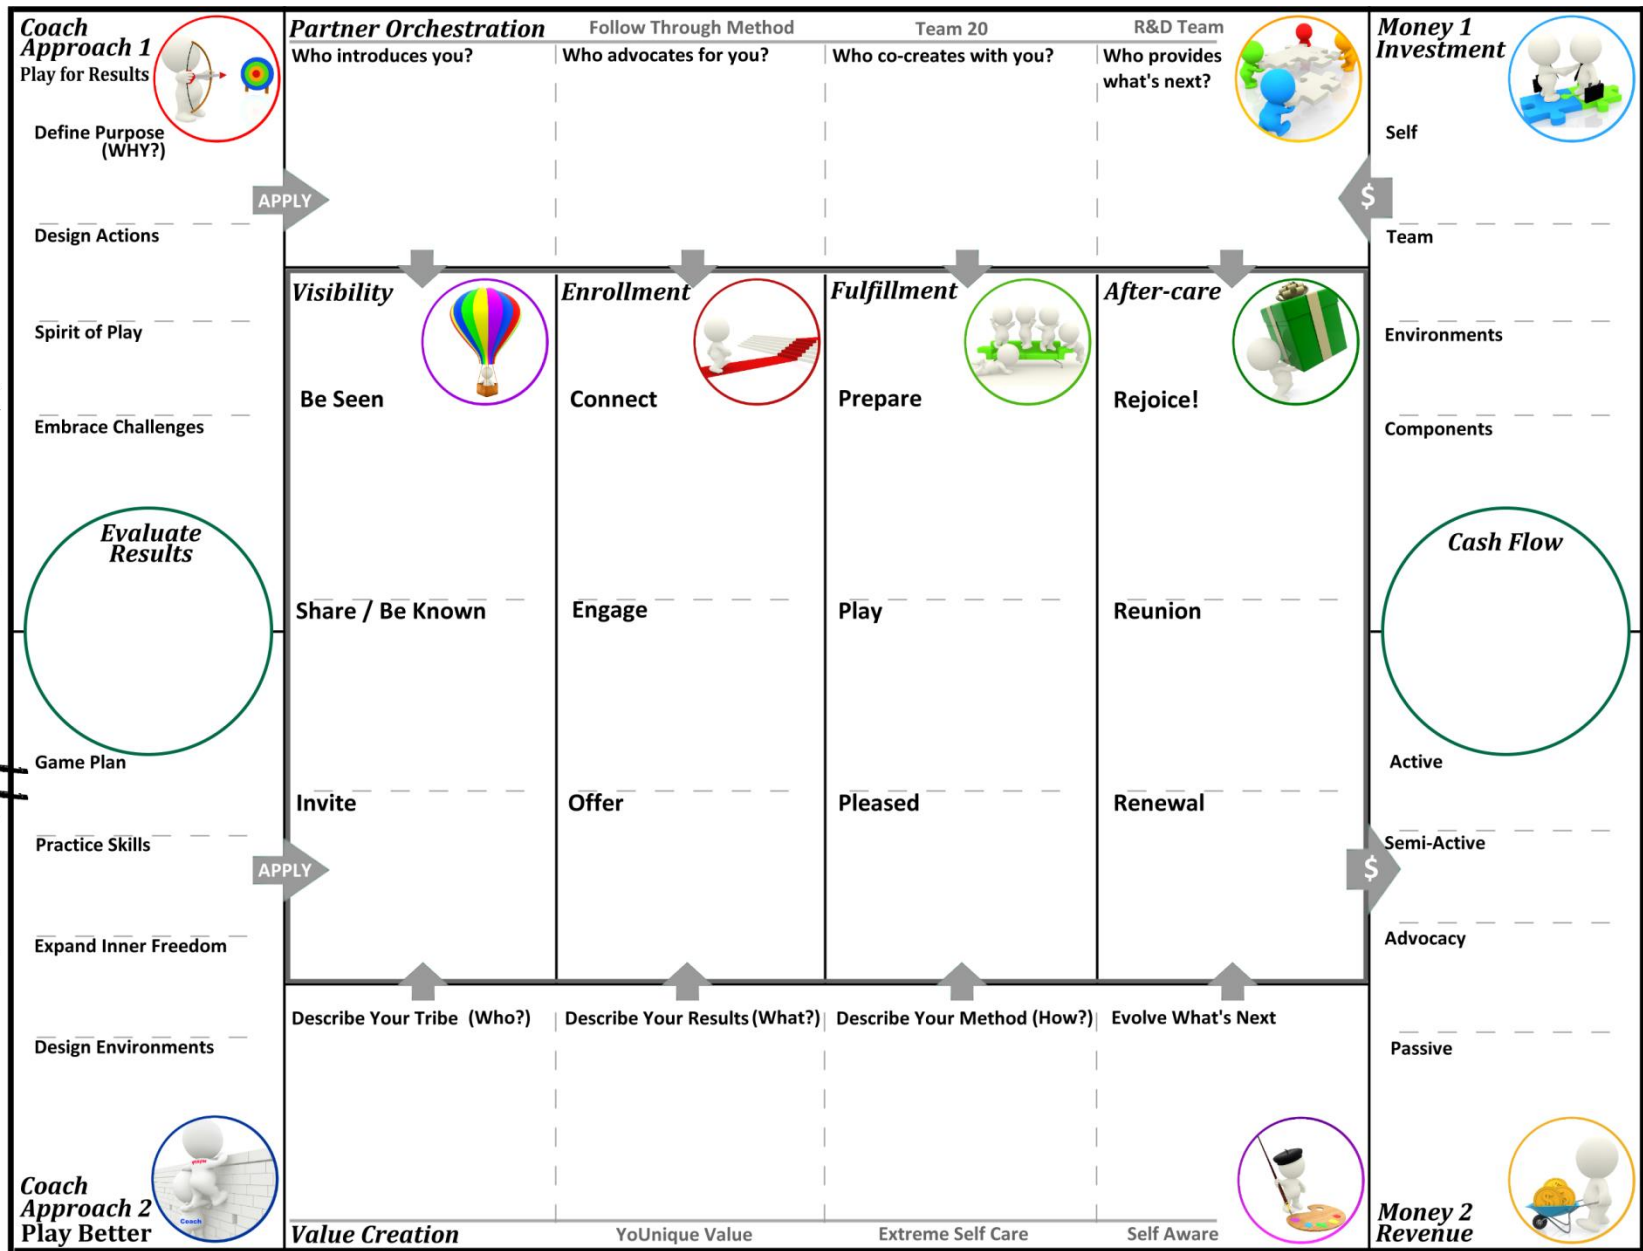 Coach
Approach 1
Play for Results
Define Purpose
(WHY?)
Design Actions
Spirit of Play
Embrace Challenges
Evaluate
Results
Game Plan
Practice Skills
Expand Inner Freedom
Design Environments
Coach
Approach 2
Play Better
player
Coach
APPLY
APPLY
Partner Orchestration
Follow Through Method
Team 20
R&D Team
Who introduces you?
Who advocates for you?
Who co-creates with you?
Who provides
what's next?
Visibility
Be Seen
Share / Be Known
Invite
Enrollment
Connect
Engage
Offer
Fulfillment
Prepare
Play
Pleased
After-care
Rejoice!
Reunion
Renewal
Describe Your Tribe (Who?)
Describe Your Results (What?)
Describe Your Method (How?)
Evolve What's Next
Value Creation
YoUnique Value
Extreme Self Care
Self Aware
Money 1
Investment
Self
$
Team
Environments
Components
Cash Flow
Active
Semi-Active
$
Advocacy
Passive
Money 2
Revenue